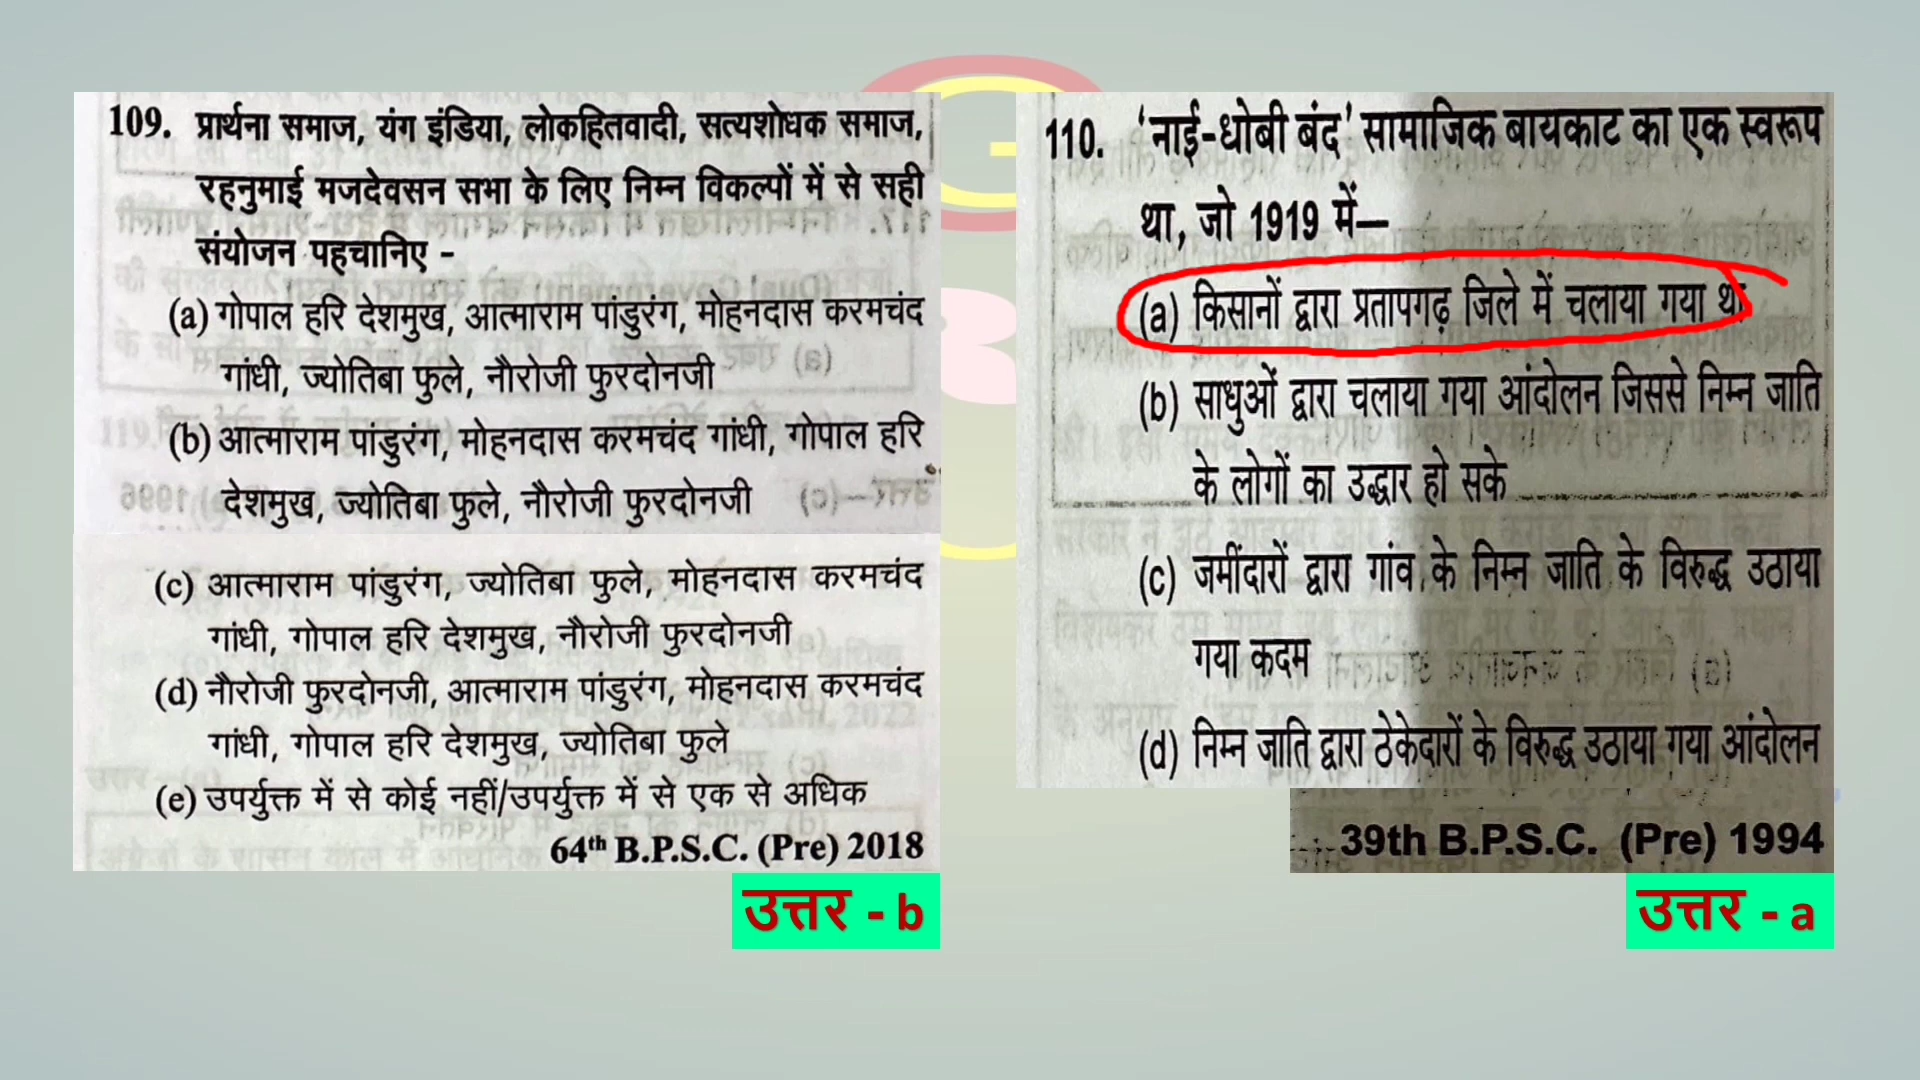 109. प्रार्थना समाज, यंग इंडिया, लोकहितवादी, सत्यशोधक समाज,
रहनुमाई मजदेवसन सभा के लिए निम्न विकल्पों में से सही
संयोजन पहचानिए -
(a) गोपाल हरि देशमुख, आत्माराम पांडुरंग, मोहनदास करमचंद
गांधी, ज्योतिबा फुले, नौरोजी फुरदोनजी
(b) आत्माराम पांडुरंग, मोहनदास करमचंद गांधी, गोपाल हरि
देशमुख, ज्योतिबा फुले, नौरोजी फुरदोनजी
(c) आत्माराम पांडुरंग, ज्योतिबा फुले, मोहनदास करमचंद
गांधी, गोपाल हरि देशमुख, नौरोजी फुरदोनजी
(d) नौरोजी फुरदोनजी, आत्माराम पांडुरंग, मोहनदास करमचंद
गांधी, गोपाल हरि देशमुख, ज्योतिबा फुले
(e) उपर्युक्त में से कोई नहीं/उपर्युक्त में से एक से अधिक
64th B.P.S.C. (Pre) 2018
उत्तर - b
110. 'नाई-धोबी बंद' सामाजिक बायकाट का एक स्वरूप
था, जो 1919 में—
(a) किसानों द्वारा प्रतापगढ़ जिले में चलाया गया था
(b) साधुओं द्वारा चलाया गया आंदोलन जिससे निम्न जाति
के लोगों का उद्धार हो सके
(c) जमींदारों द्वारा गांव के निम्न जाति के विरुद्ध उठाया
गया कदम
(d) निम्न जाति द्वारा ठेकेदारों के विरुद्ध उठाया गया आंदोलन
39th B.P.S.C. (Pre) 1994
उत्तर - a